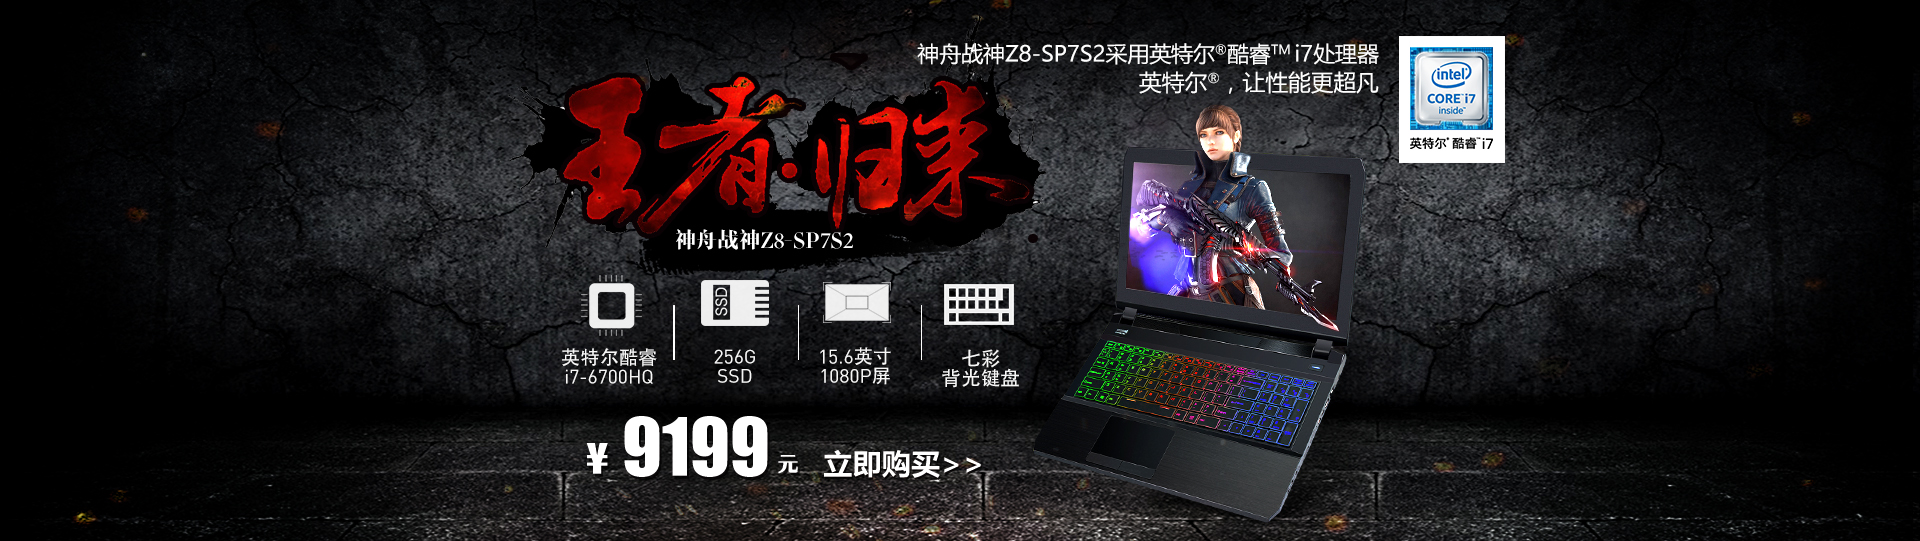 神舟战神Z8-SP7S2采用英特尔®酷睿™ i7处理器
英特尔®，让性能更超凡
intel
CORE™ i7
inside™
英特尔® 酷睿™ i7
王者·归来
神舟战神Z8-SP7S2
SSD
英特尔酷睿
i7-6700HQ
256G
SSD
15.6英寸
1080P屏
七彩
背光键盘
¥ 9199 元
立即购买>>